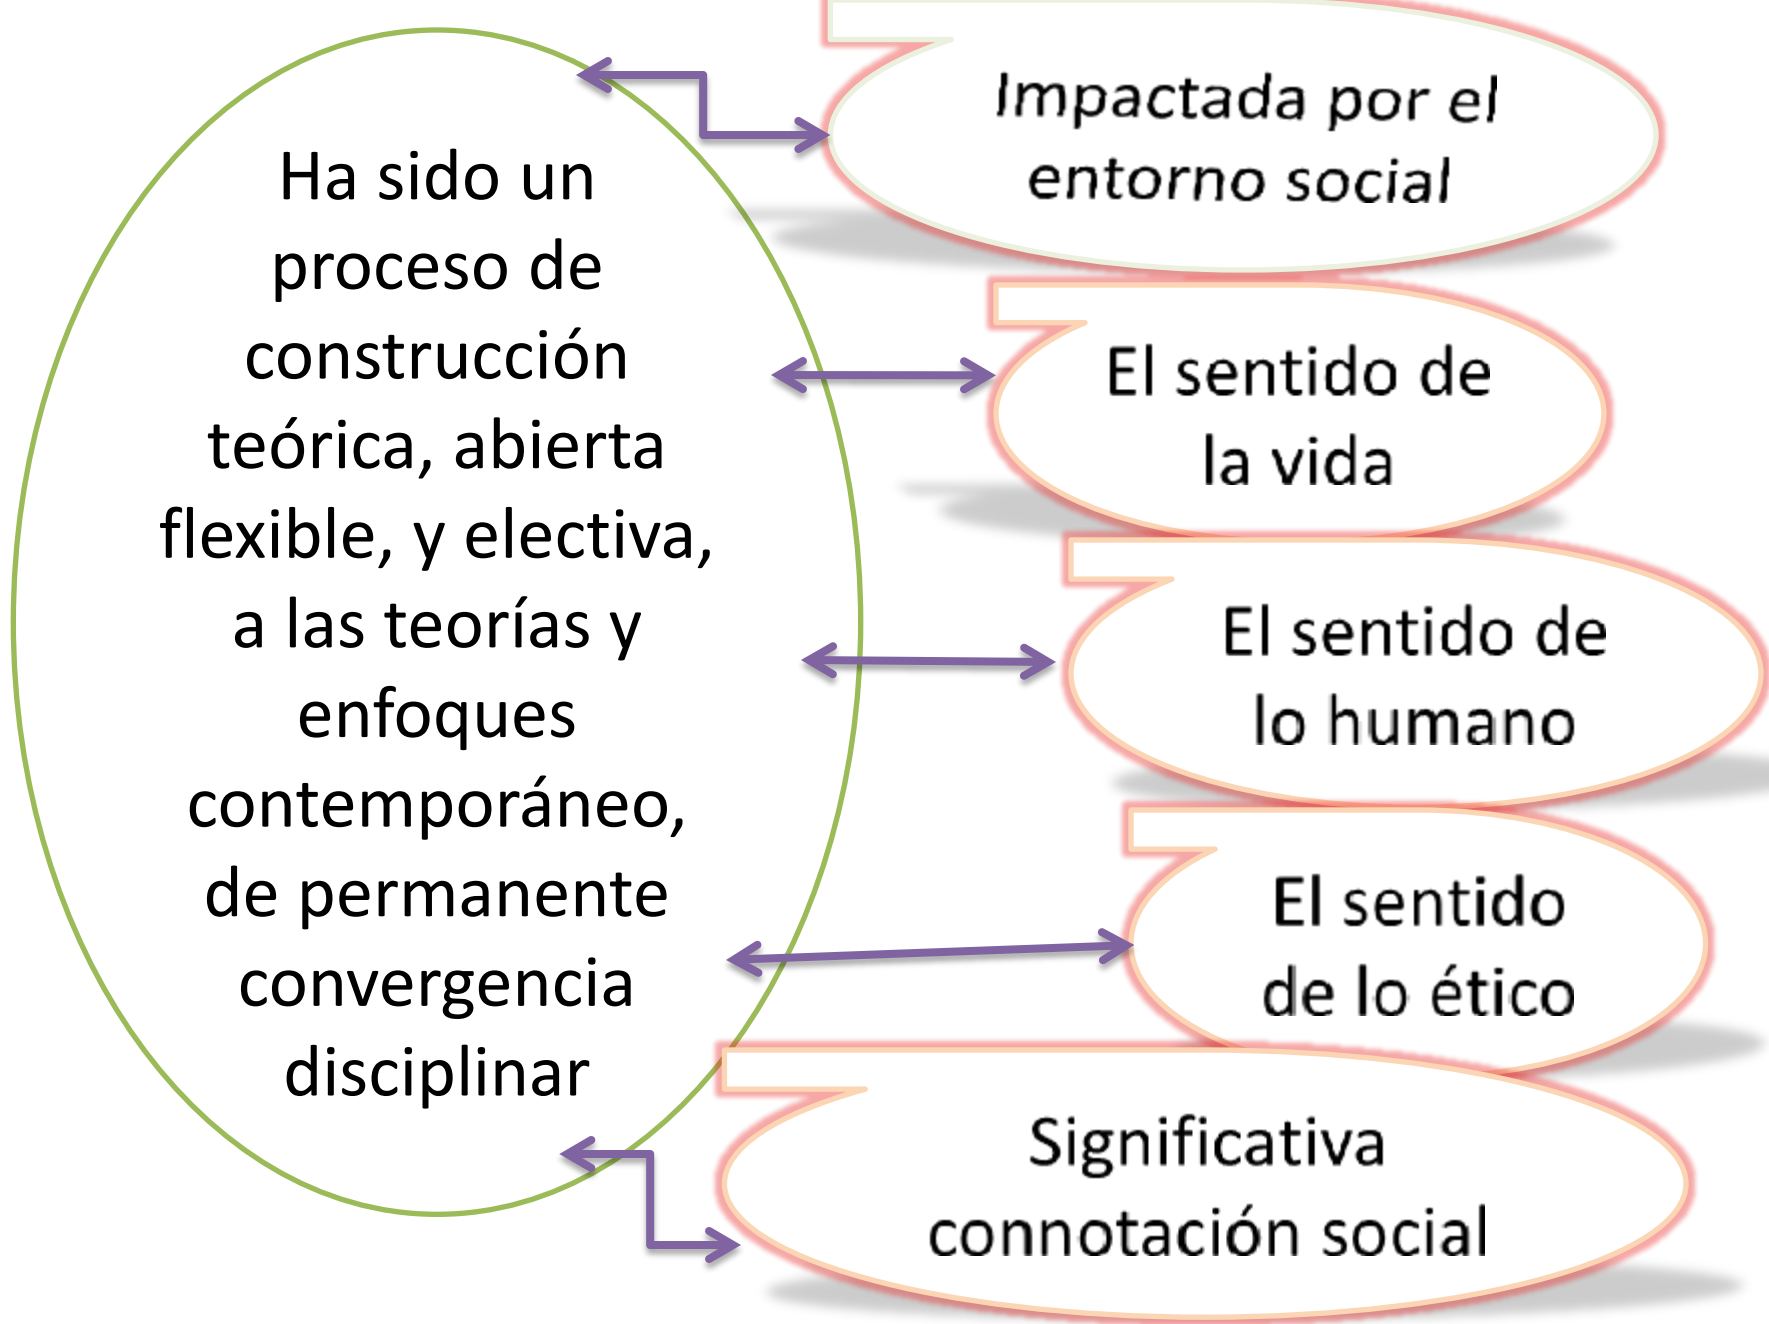 Ha sido un
proceso de
construcción
teórica, abierta
flexible, y electiva,
a las teorías y
enfoques
contemporáneo,
de permanente
convergencia
disciplinar
Impactada por el
entorno social
El sentido de
la vida
El sentido de
lo humano
El sentido
de lo ético
Significativa
connotación social